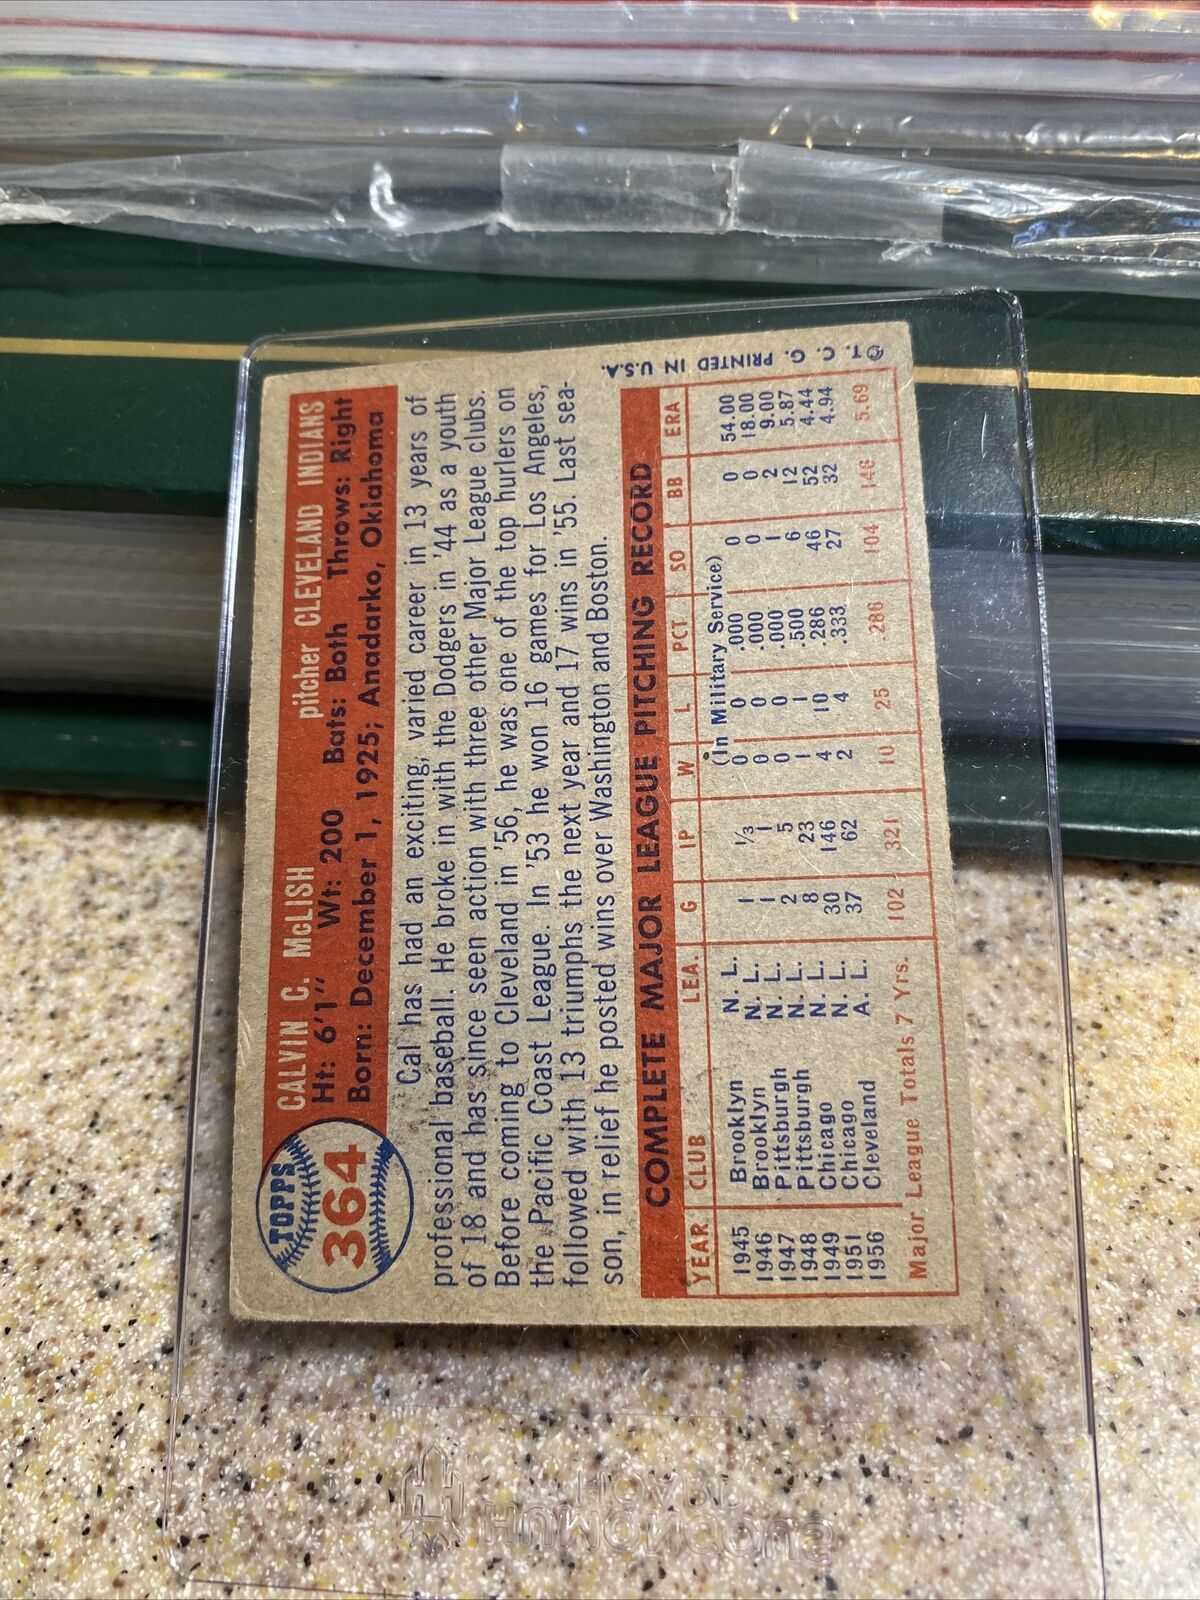 TOPPS
364
CALVIN C. McLISH pitcher CLEVELAND INDIANS
Ht: 6'1" Wt: 200 Bats: Both Throws: Right
Born: December 1, 1925; Anadarko, Oklahoma
Cal has had an exciting, varied career in 13 years of
professional baseball. He broke in with the Dodgers in '44 as a youth
of 18 and has since seen action with three other Major League clubs.
Before coming to Cleveland in '56, he was one of the top hurlers on
the Pacific Coast League. In '53 he won 16 games for Los Angeles,
followed with 13 triumphs the next year and 17 wins in '55. Last sea-
son, in relief he posted wins over Washington and Boston.
COMPLETE MAJOR LEAGUE PITCHING RECORD
YEAR CLUB LEA. G IP W L PCT SO BB ERA
1945 Brooklyn (In Military Service)
1946 Brooklyn N. L. 1 1/3 0 0 .000 0 0 54.00
1947 Pittsburgh N. L. 1 1 0 0 .000 0 0 18.00
1948 Pittsburgh N. L. 2 5 0 0 .000 1 2 9.00
1949 Chicago N. L. 8 23 1 1 .500 6 12 5.87
1951 Chicago N. L. 30 146 4 10 .286 46 52 4.44
1956 Cleveland A. L. 37 62 2 4 .333 27 32 4.94
Major League Totals 7 Yrs. 102 321 10 25 .286 104 146 5.69
© T. C. G. PRINTED IN U.S.A.